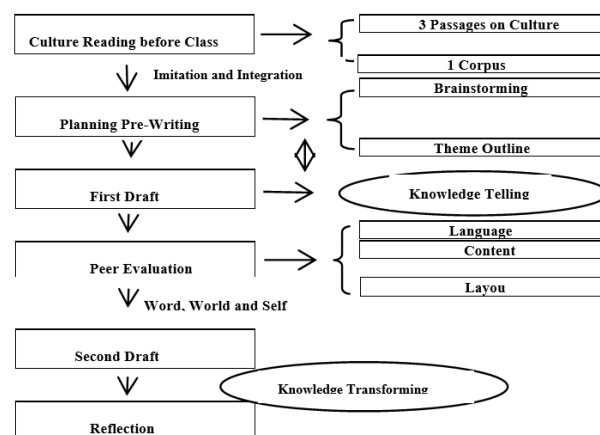 Culture Reading before Class
3 Passages on Culture
1 Corpus
Imitation and Integration
Planning Pre-Writing
Brainstorming
Theme Outline
First Draft
Knowledge Telling
Peer Evaluation
Language
Content
Layou
Word, World and Self
Second Draft
Knowledge Transforming
Reflection